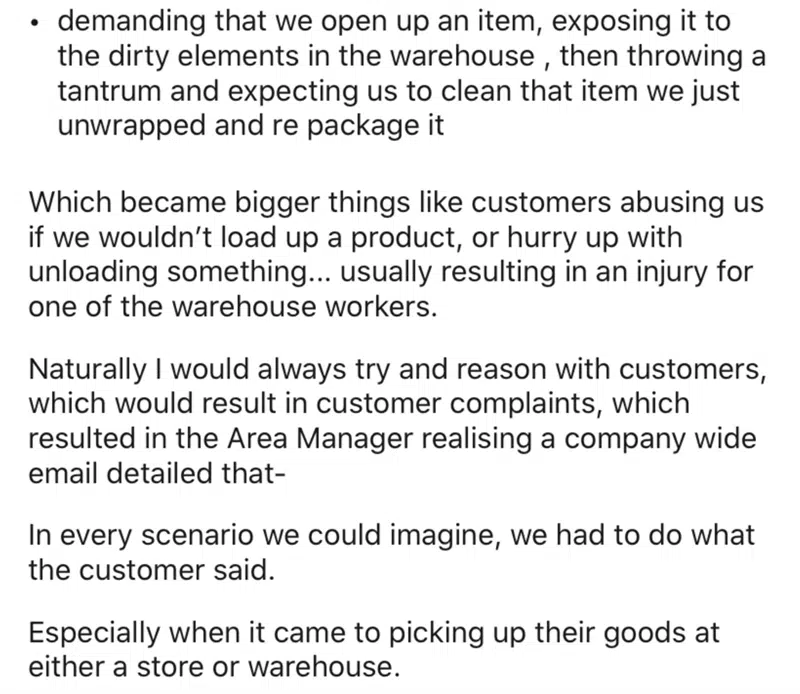 • demanding that we open up an item, exposing it to
the dirty elements in the warehouse , then throwing a
tantrum and expecting us to clean that item we just
unwrapped and re package it
Which became bigger things like customers abusing us
if we wouldn’t load up a product, or hurry up with
unloading something... usually resulting in an injury for
one of the warehouse workers.
Naturally I would always try and reason with customers,
which would result in customer complaints, which
resulted in the Area Manager realising a company wide
email detailed that-
In every scenario we could imagine, we had to do what
the customer said.
Especially when it came to picking up their goods at
either a store or warehouse.